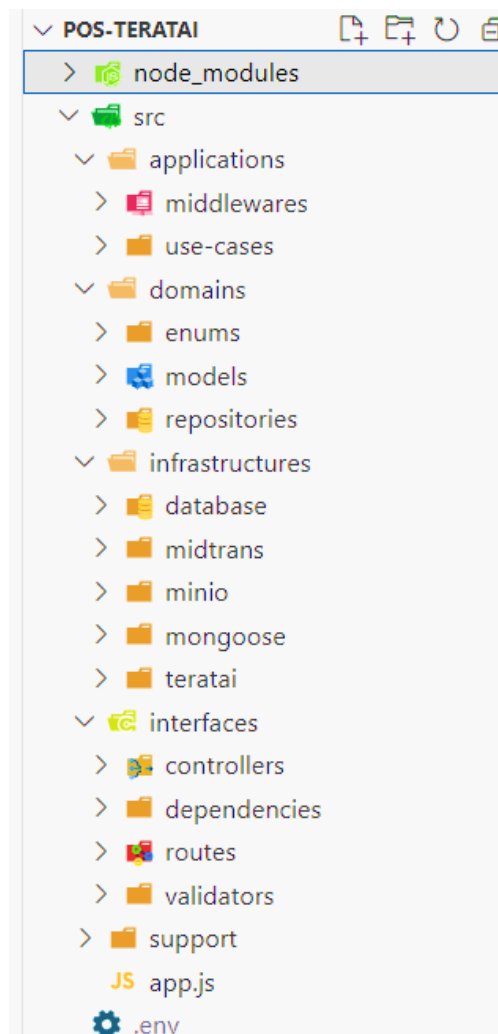 POS-TERATAI
node_modules
src
applications
middlewares
use-cases
domains
enums
models
repositories
infrastructures
database
midtrans
minio
mongoose
teratai
interfaces
controllers
dependencies
routes
validators
support
JS app.js
.env